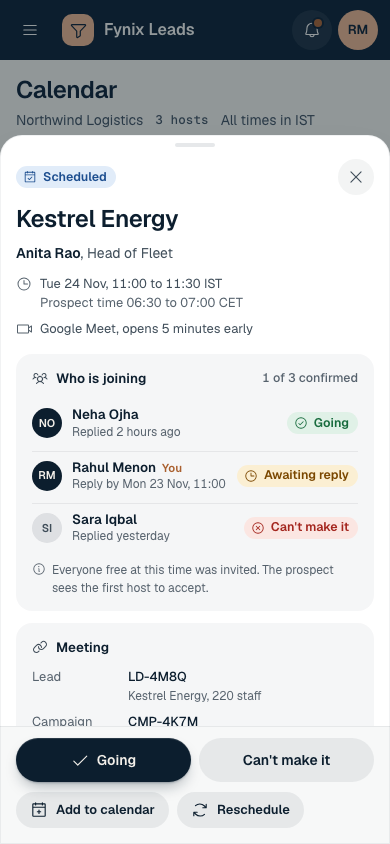 Fynix Leads
RM
Calendar
Northwind Logistics 3 hosts All times in IST
Scheduled
Kestrel Energy
Anita Rao, Head of Fleet
Tue 24 Nov, 11:00 to 11:30 IST
Prospect time 06:30 to 07:00 CET
Google Meet, opens 5 minutes early
Who is joining 1 of 3 confirmed
NO Neha Ojha Going
Replied 2 hours ago
RM Rahul Menon You Awaiting reply
Reply by Mon 23 Nov, 11:00
SI Sara Iqbal Can't make it
Replied yesterday
Everyone free at this time was invited. The prospect
sees the first host to accept.
Meeting
Lead LD-4M8Q
Kestrel Energy, 220 staff
Campaign CMP-4K7M
Going Can't make it
Add to calendar Reschedule